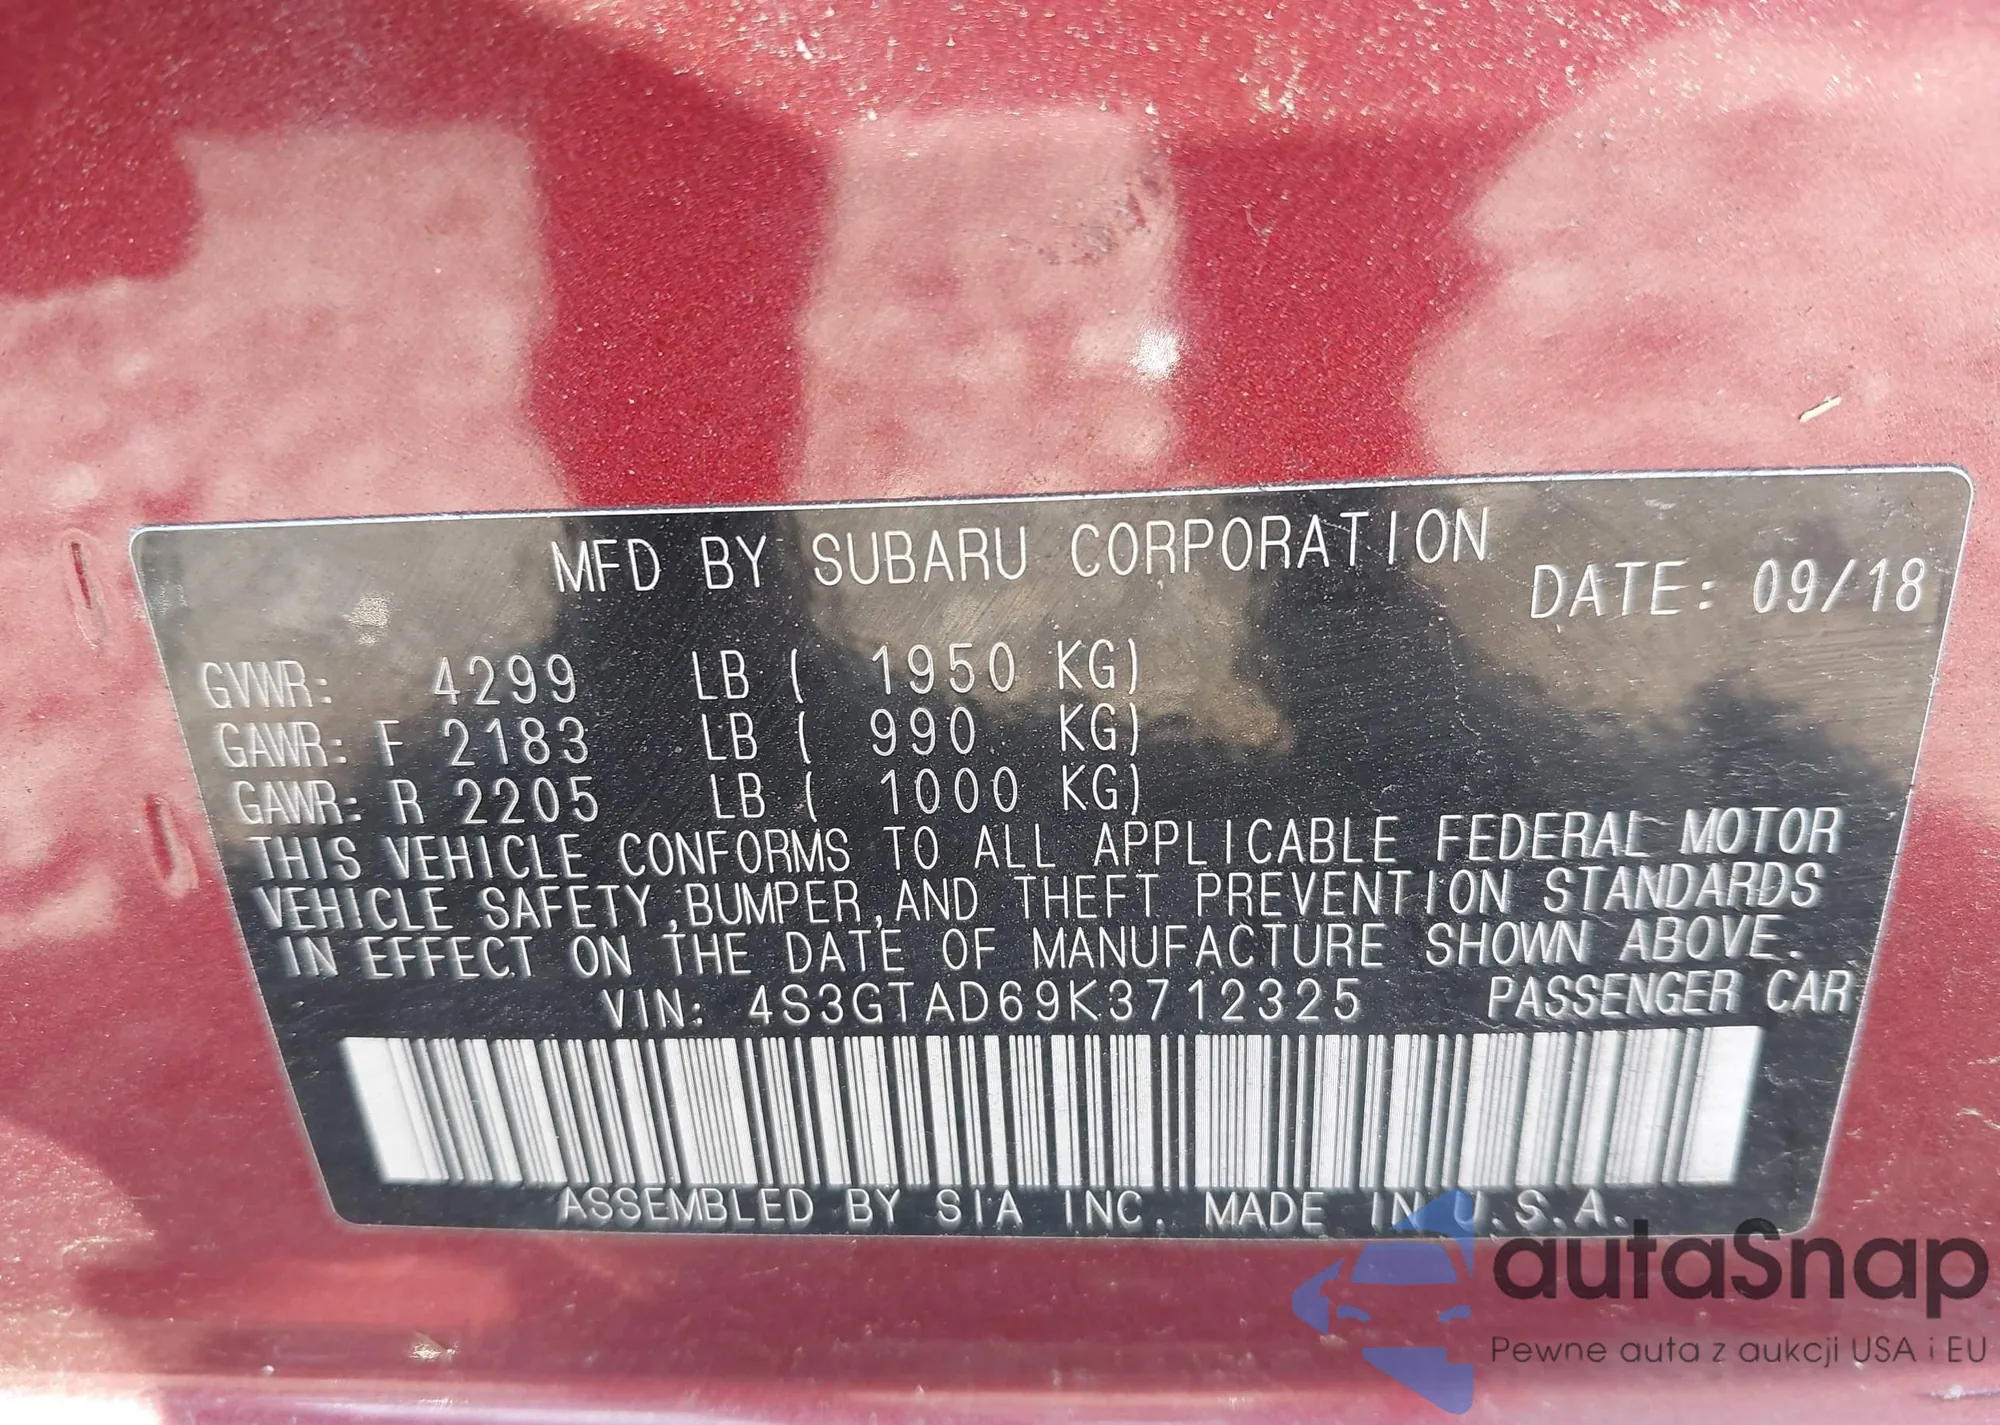 MFD BY SUBARU CORPORATION
DATE: 09/18
GVWR: 4299 LB ( 1950 KG)
GAWR: F 2183 LB ( 990 KG)
GAWR: R 2205 LB ( 1000 KG)
THIS VEHICLE CONFORMS TO ALL APPLICABLE FEDERAL MOTOR
VEHICLE SAFETY,BUMPER,AND THEFT PREVENTION STANDARDS
IN EFFECT ON THE DATE OF MANUFACTURE SHOWN ABOVE.
VIN: 4S3GTAD69K3712325 PASSENGER CAR
ASSEMBLED BY SIA INC. MADE IN U.S.A.
autaSnap
Pewne auta z aukcji USA i EU